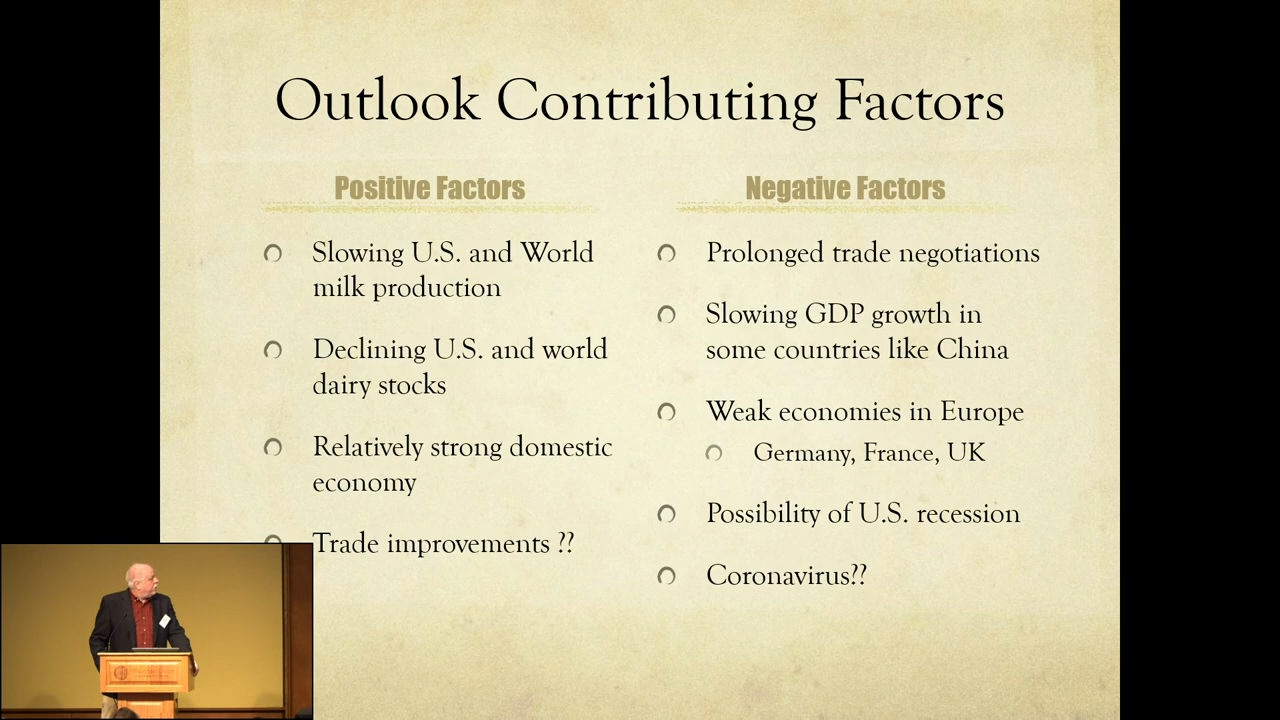 Outlook Contributing Factors
Positive Factors
Slowing U.S. and World
milk production
Declining U.S. and world
dairy stocks
Relatively strong domestic
economy
Trade improvements ??
Negative Factors
Prolonged trade negotiations
Slowing GDP growth in
some countries like China
Weak economies in Europe
Germany, France, UK
Possibility of U.S. recession
Coronavirus??